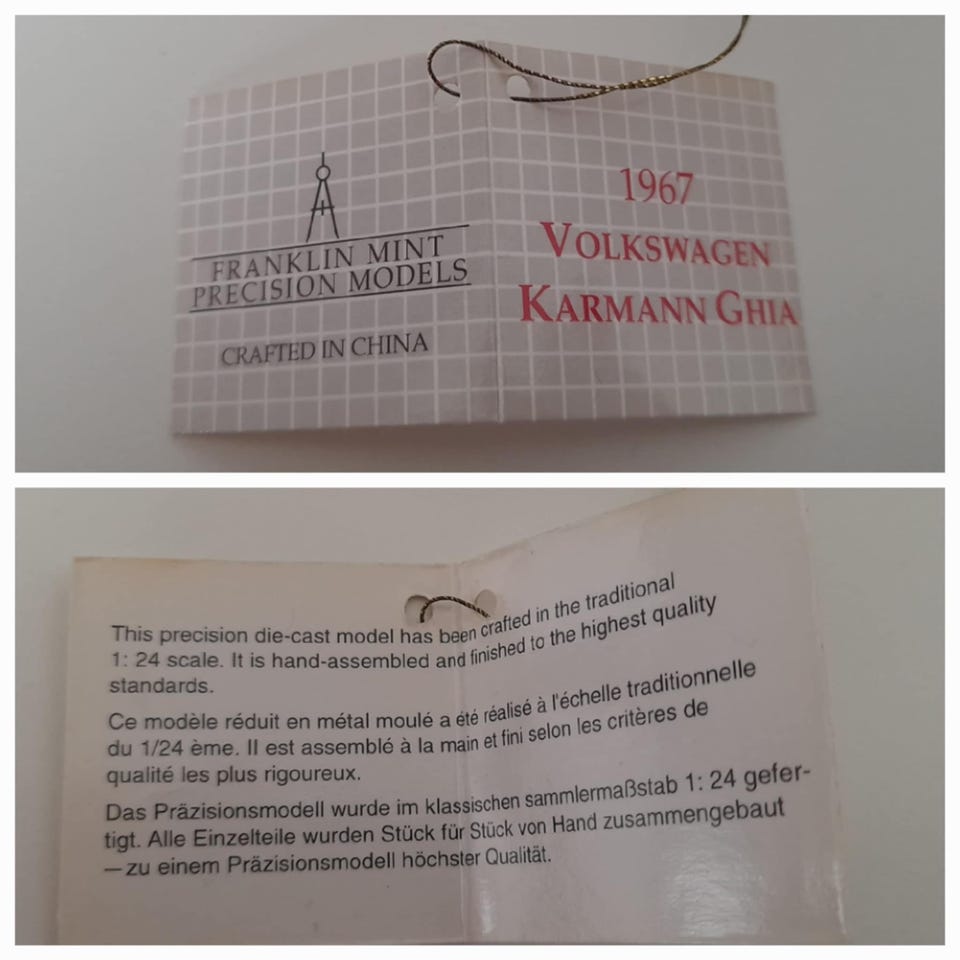 FRANKLIN MINT
PRECISION MODELS
CRAFTED IN CHINA
1967
VOLKSWAGEN
KARMANN GHIA
This precision die-cast model has been crafted in the traditional
1: 24 scale. It is hand-assembled and finished to the highest quality
standards.
Ce modèle réduit en métal moulé a été réalisé à l'échelle traditionnelle
du 1/24 ème. Il est assemblé à la main et fini selon les critères de
qualité les plus rigoureux.
Das Präzisionsmodell wurde im klassischen sammlermaßstab 1: 24 gefer-
tigt. Alle Einzelteile wurden Stück für Stück von Hand zusammengebaut
— zu einem Präzisionsmodell höchster Qualität.